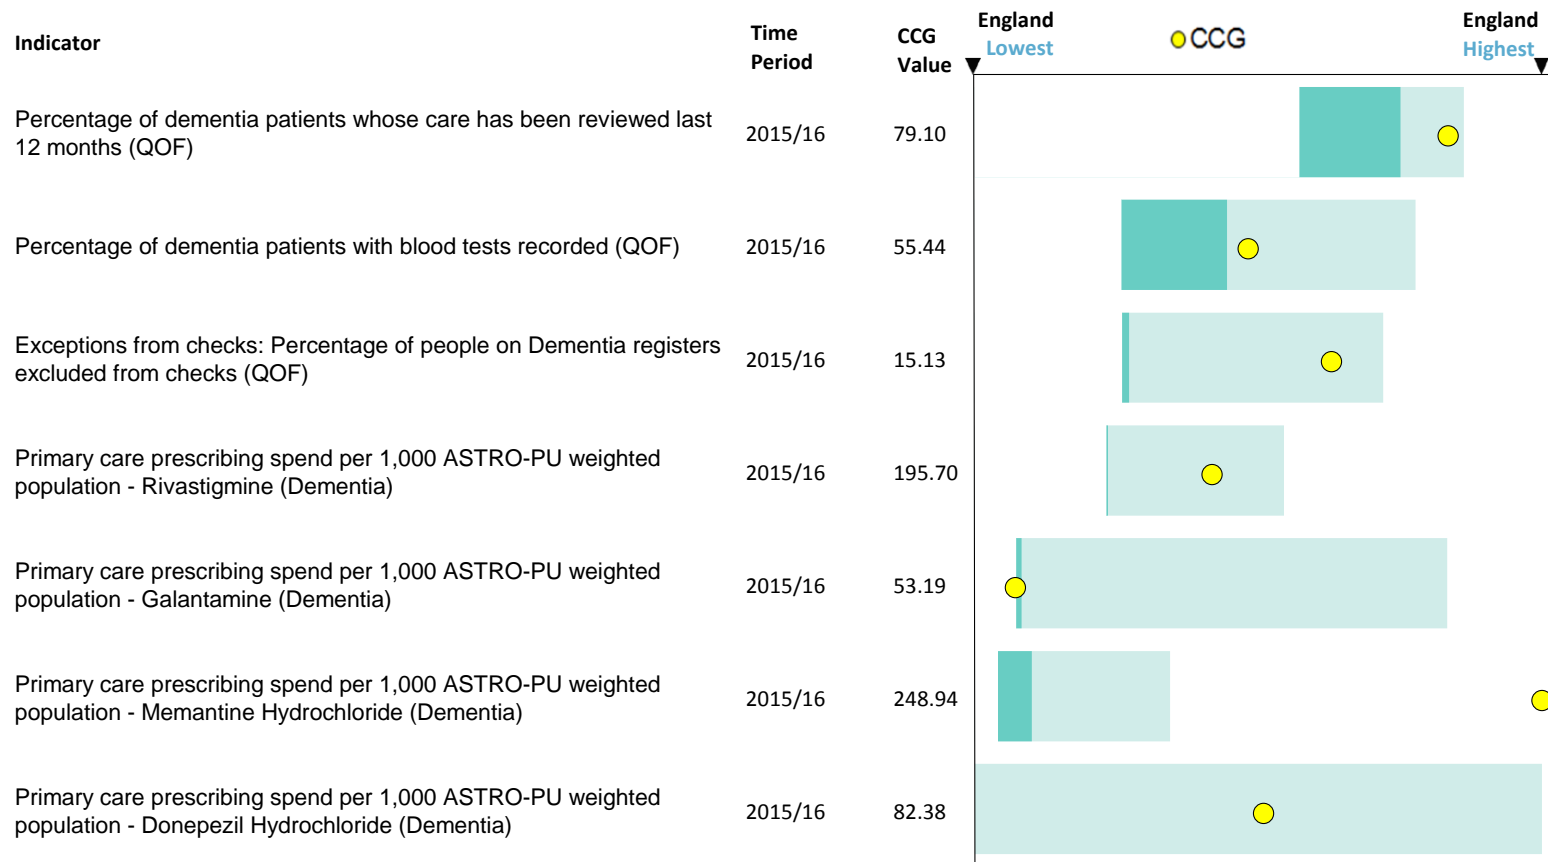 Indicator
Time
Period
CCG
Value
England
Lowest
CCG
England
Highest
Percentage of dementia patients whose care has been reviewed last
12 months (QOF)
2015/16
79.10
Percentage of dementia patients with blood tests recorded (QOF)
2015/16
55.44
Exceptions from checks: Percentage of people on Dementia registers
excluded from checks (QOF)
2015/16
15.13
Primary care prescribing spend per 1,000 ASTRO-PU weighted
population - Rivastigmine (Dementia)
2015/16
195.70
Primary care prescribing spend per 1,000 ASTRO-PU weighted
population - Galantamine (Dementia)
2015/16
53.19
Primary care prescribing spend per 1,000 ASTRO-PU weighted
population - Memantine Hydrochloride (Dementia)
2015/16
248.94
Primary care prescribing spend per 1,000 ASTRO-PU weighted
population - Donepezil Hydrochloride (Dementia)
2015/16
82.38